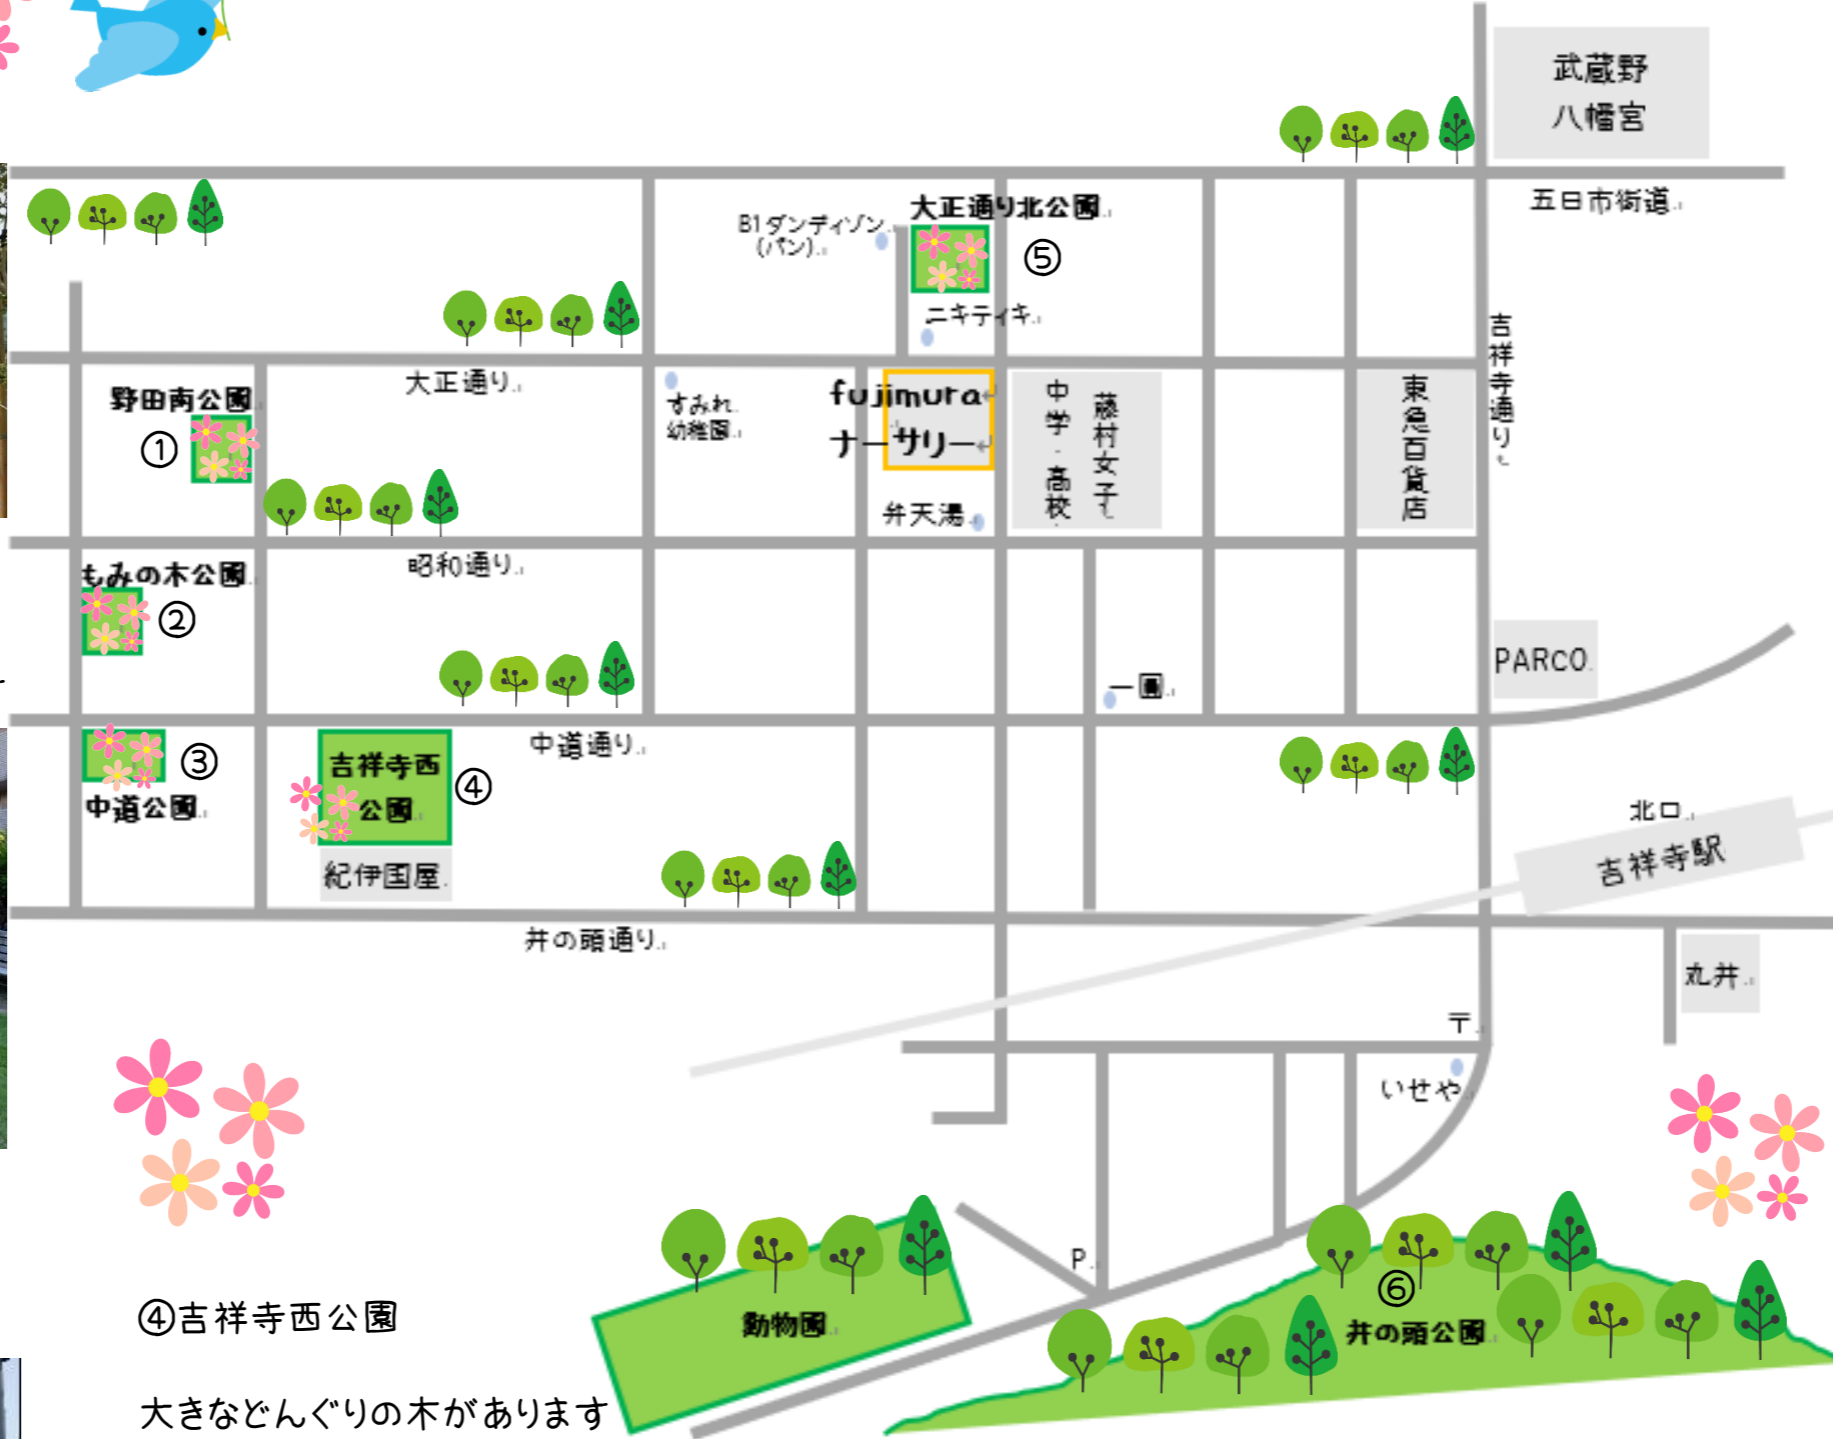 武蔵野
八幡宮
五日市街道
大正通り北公園
B1ダンディゾン
(パン)
⑤
ニキティキ
吉祥寺通り
大正通り
野田南公園
①
すみれ
幼稚園
fujimura
ナーサリー
藤村女子
中学・高校
東急百貨店
弁天湯
昭和通り
もみの木公園
②
PARCO
一圓
中道通り
③
中道公園
吉祥寺西
公園
④
紀伊国屋
北口
吉祥寺駅
井の頭通り
丸井
〒
いせや
P
動物園
⑥
井の頭公園
④吉祥寺西公園
大きなどんぐりの木があります